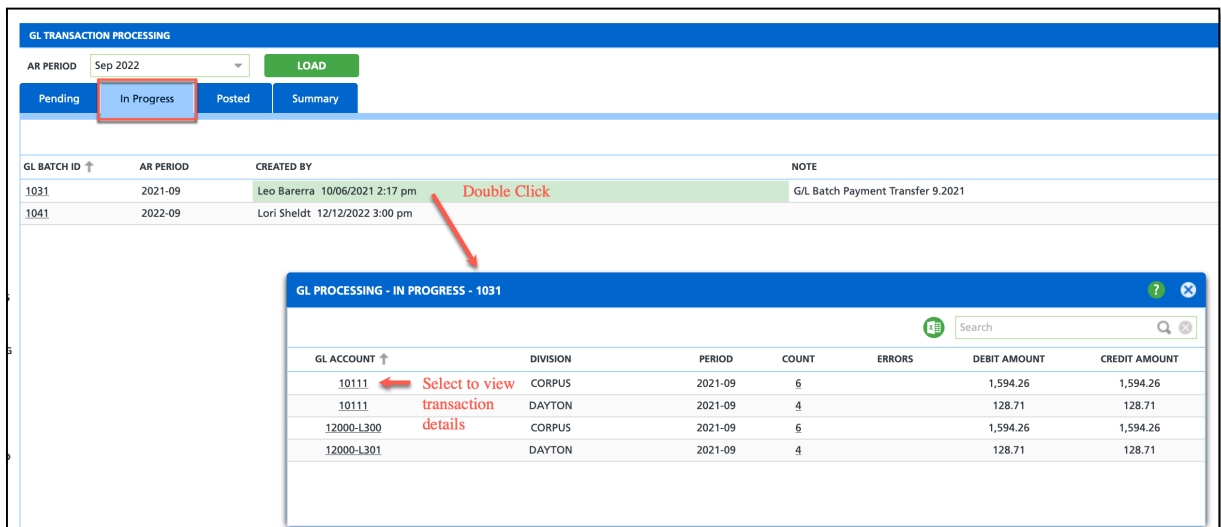 GL TRANSACTION PROCESSING
AR PERIOD Sep 2022 LOAD
Pending In Progress Posted Summary
GL BATCH ID AR PERIOD CREATED BY NOTE
1031 2021-09 Leo Barerra 10/06/2021 2:17 pm Double Click G/L Batch Payment Transfer 9.2021
1041 2022-09 Lori Sheldt 12/12/2022 3:00 pm
GL PROCESSING - IN PROGRESS - 1031 ?
Search
GL ACCOUNT DIVISION PERIOD COUNT ERRORS DEBIT AMOUNT CREDIT AMOUNT
10111 Select to view CORPUS 2021-09 6 1,594.26 1,594.26
10111 transaction DAYTON 2021-09 4 128.71 128.71
12000-L300 details CORPUS 2021-09 6 1,594.26 1,594.26
12000-L301 DAYTON 2021-09 4 128.71 128.71